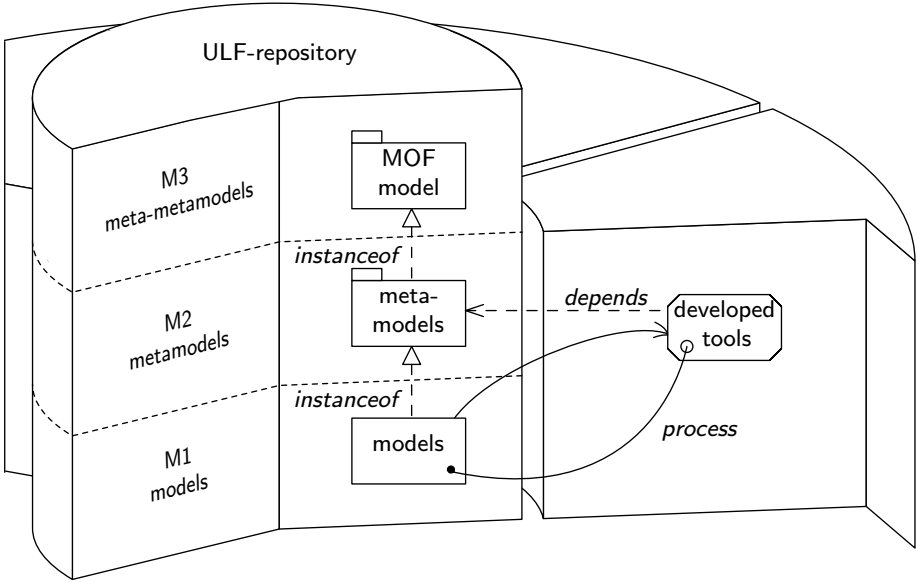 ULF-repository
M3
meta-metamodels
MOF
model
instanceof
M2
metamodels
meta-
models
depends
developed
tools
instanceof
M1
models
models
process